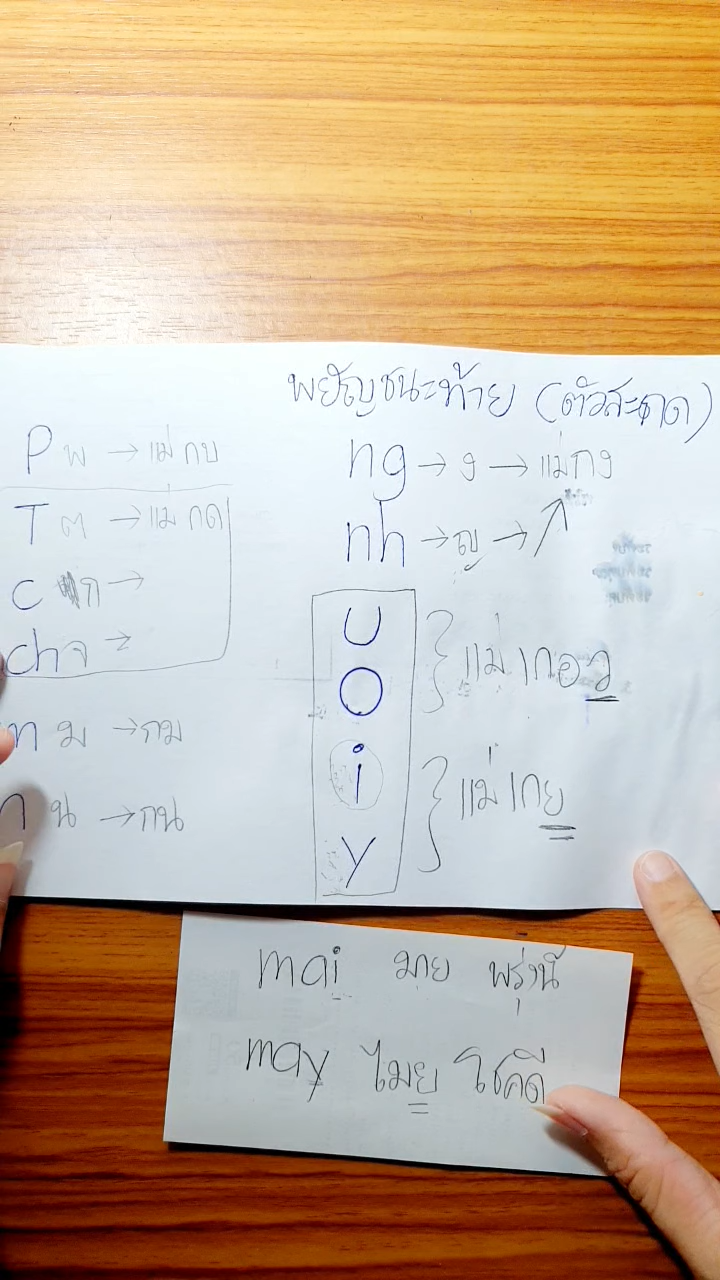 พยัญชนะท้าย (ตัวสะกด)
P พ → แม่ กบ
T ต → แม่ กด
c ก →
ch จ →
m ม → กม
n น → กน
ng → ง → แม่กง
nh → ญ →
u
o
} แม่ เกอว
i
y
} แม่ เกย
mai มาย พรุ่งนี้
may ไมย โชคดี